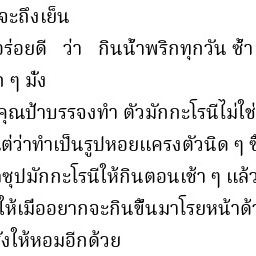 จะถึงเย็น
อร่อยดี ว่า กินน้ำพริกทุกวัน ซ้ำ
ๆ มั่ง
คุณป้าบรรจงทำ ตัวมักกะโรนีไม่ใช่
ต่ว่าทำเป็นรูปหอยแครงตัวนิด ๆ
ซุปมักกะโรนีให้กินตอนเช้า ๆ แล้ว
ให้เมื่ออยากจะกินขึ้นมาโรยหน้าด้
งให้หอมอีกด้วย